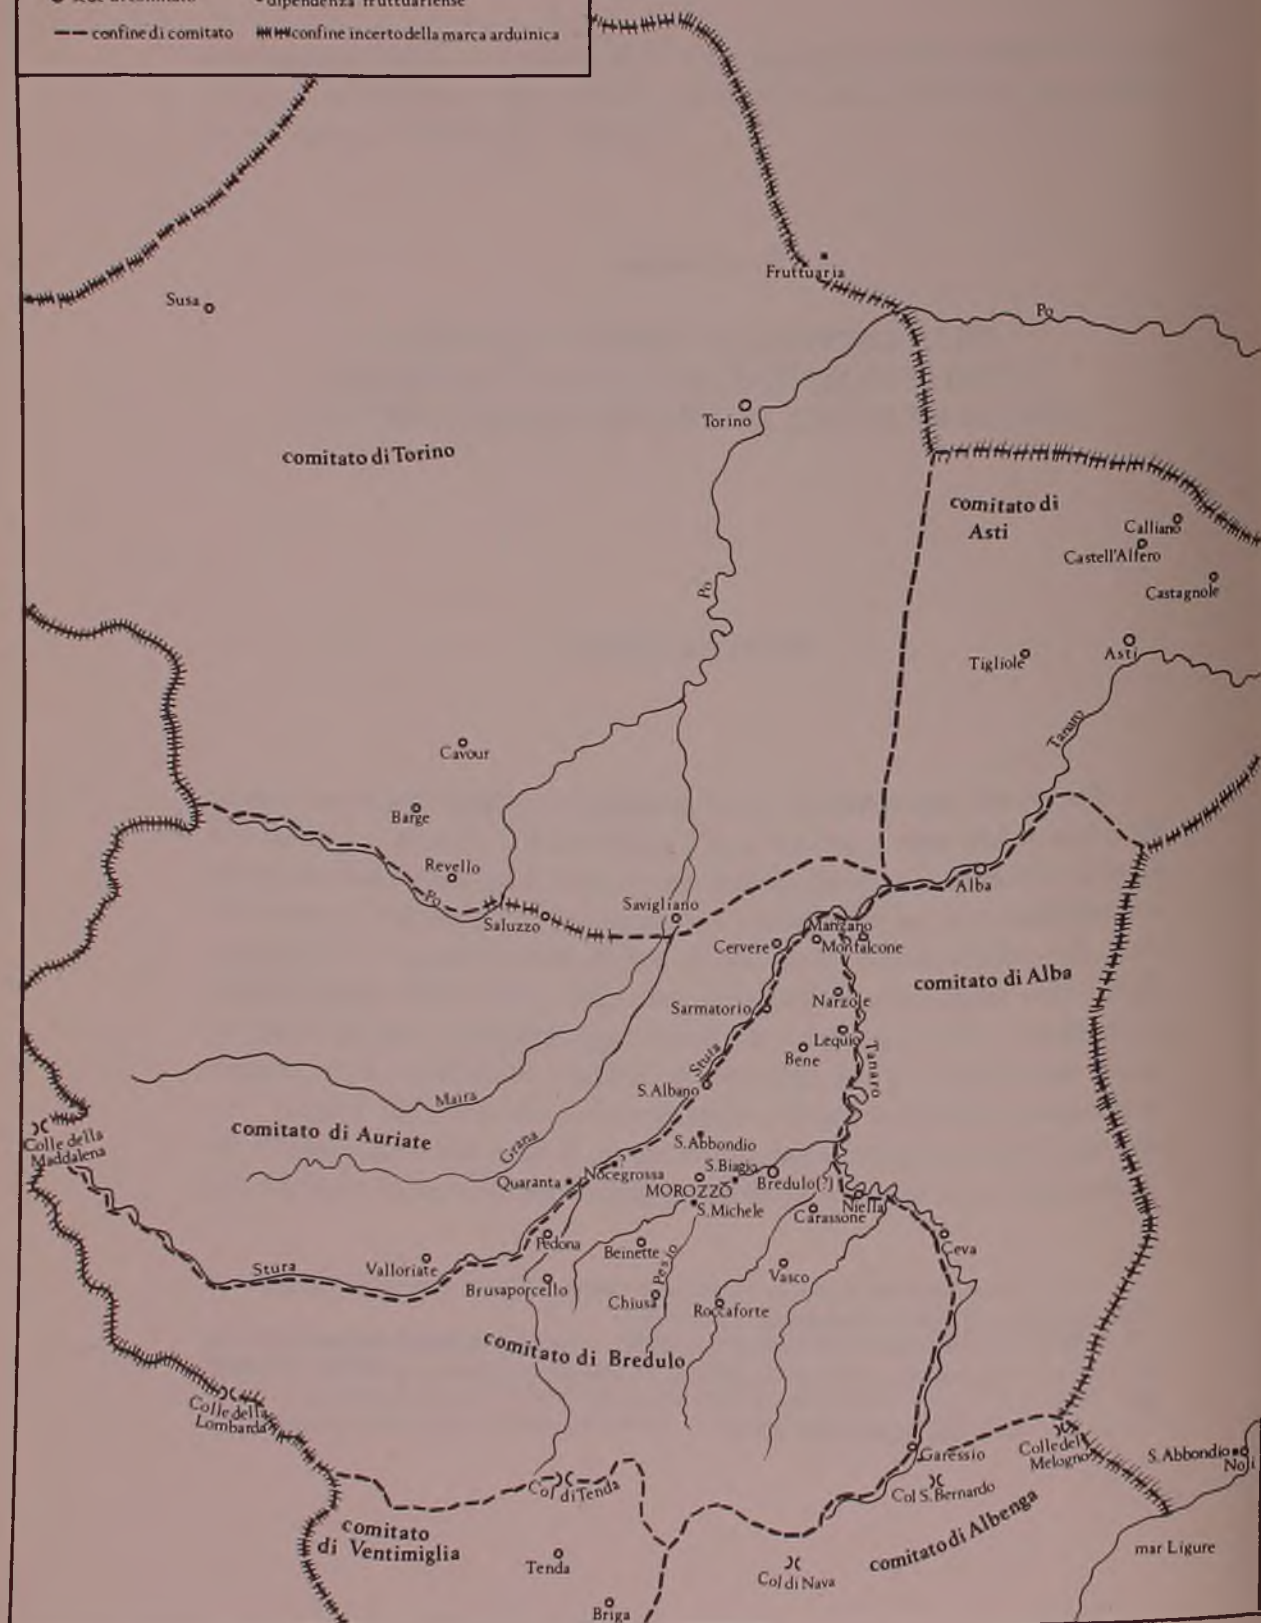 dipendenza fruttuariense
confine di comitato
confine incerto della marca arduinica
Fruttuaria
Susa
Po
Torino
comitato di Torino
comitato di
Asti
Calliano
Castell'Alfero
Castagnole
Po
Tigliole
Asti
Tanaro
Cavour
Barge
Revello
Po
Saluzzo
Savigliano
Alba
Manzano
Cervere
Monfalcone
comitato di Alba
Sarmatorio
Narzole
Lequio
Bene
Stura
Tanaro
S. Albano
Maira
Colle della
Maddalena
comitato di Auriate
Grana
S. Abbondio
Nocegrossa
S. Biagio
Quaranta
MOROZZO
Bredulo(?)
S. Michele
Carassone
Niella
Pedona
Beinette
Pesio
Ceva
Stura
Valloriate
Vasco
Brusaporcello
Chiusa
Roccaforte
comitato di Bredulo
Colle della
Lombarda
Garessio
Colle del
Melogno
S. Abbondio
Noli
Col di Tenda
Col S. Bernardo
comitato
di Ventimiglia
comitato di Albenga
mar Ligure
Tenda
Col di Nava
Briga